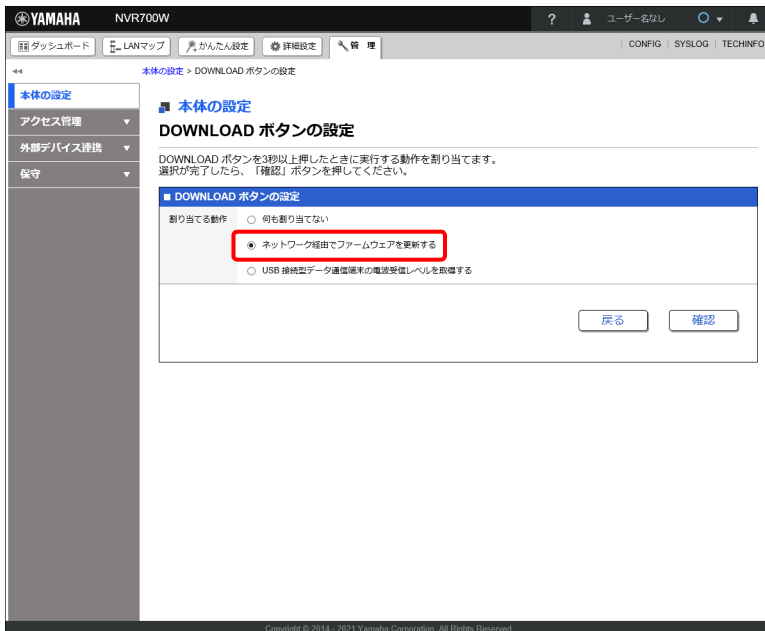 YAMAHA NVR700W ? ユーザーなし
ダッシュボード LANマップ かんたん設定 詳細設定 管 理 CONFIG SYSLOG TECHINFO
本体の設定 > DOWNLOAD ボタンの設定
本体の設定
アクセス管理
外部デバイス連携
保守
本体の設定
DOWNLOAD ボタンの設定
DOWNLOAD ボタンを3秒以上押したときに実行する動作を割り当てます。
選択が完了したら、「確認」ボタンを押してください。
■ DOWNLOAD ボタンの設定
割り当てる動作 何も割り当てない
ネットワーク経由でファームウェアを更新する
USB 接続型データ通信端末の電波受信レベルを取得する
戻る 確認
Copyright © 2014 - 2021 Yamaha Corporation. All Rights Reserved.